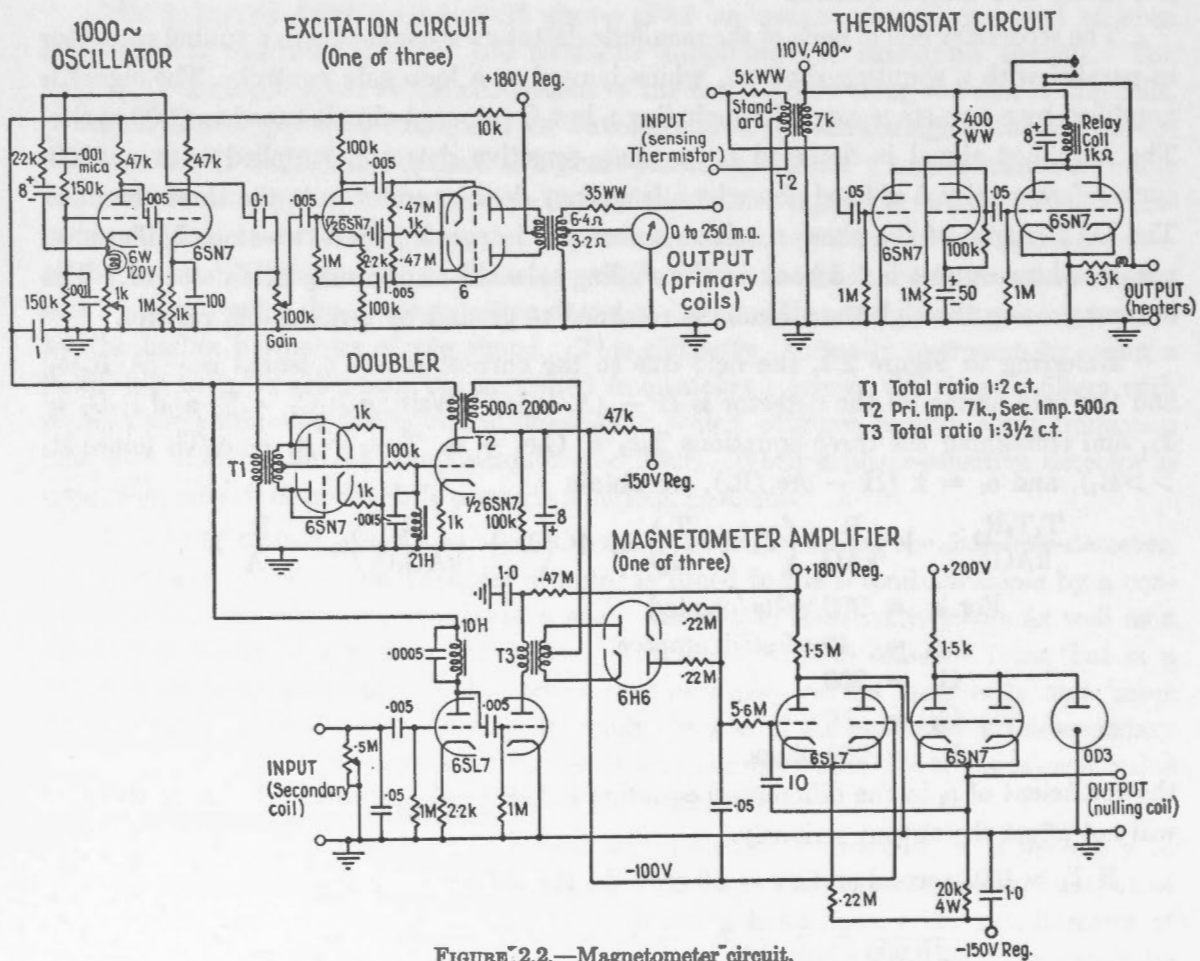 1000~
OSCILLATOR
EXCITATION CIRCUIT
(One of three)
THERMOSTAT CIRCUIT
+180V Reg.
10k
22k
.001
mica
47k
47k
8
+
150k
.005
0·1
.005
6SN7
6W
120V
.001
150k
1k
1M
1k
100
1
100k
Gain
100k
.005
½6SN7
.47M
1k
1M
22k
.47M
.005
100k
6
6·4Ω
3·2Ω
35WW
0 to 250 m.a.
OUTPUT
(primary
coils)
110V,400~
5kWW
Stand-
ard
7k
INPUT
(sensing
Thermistor)
T2
400
WW
8
+
Relay
Coil
1kΩ
.05
6SN7
.05
6SN7
100k
1M
1M
+
50
1M
3·3k
OUTPUT
(heaters)
DOUBLER
500Ω 2000~
T2
47k
-150V Reg.
T1
1k
100k
1k
6SN7
.0015
21H
½6SN7
1k
100k
8
+
T1 Total ratio 1:2 c.t.
T2 Pri. Imp. 7k., Sec. Imp. 500Ω
T3 Total ratio 1:3½ c.t.
MAGNETOMETER AMPLIFIER
(One of three)
+180V Reg.
+200V
1·0
.47M
10H
.0005
T3
.22M
.22M
6H6
1·5M
1·5k
.005
.005
.5M
6SL7
INPUT
(Secondary
coil)
.05
1M
2·2k
1M
5·6M
6SL7
6SN7
OD3
10
.05
OUTPUT
(nulling coil)
-100V
.22M
20k
4W
1·0
-150V Reg.
FIGURE 2.2.—Magnetometer circuit.